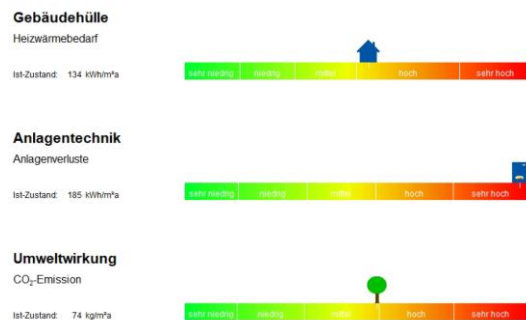 Gebäudehülle
Heizwärmebedarf
Ist-Zustand: 134 kWh/m²a
sehr niedrig niedrig mittel hoch sehr hoch
Anlagentechnik
Anlagenverluste
Ist-Zustand: 185 kWh/m²a
sehr niedrig niedrig mittel hoch sehr hoch
Umweltwirkung
CO₂-Emission
Ist-Zustand: 74 kg/m²a
sehr niedrig niedrig mittel hoch sehr hoch